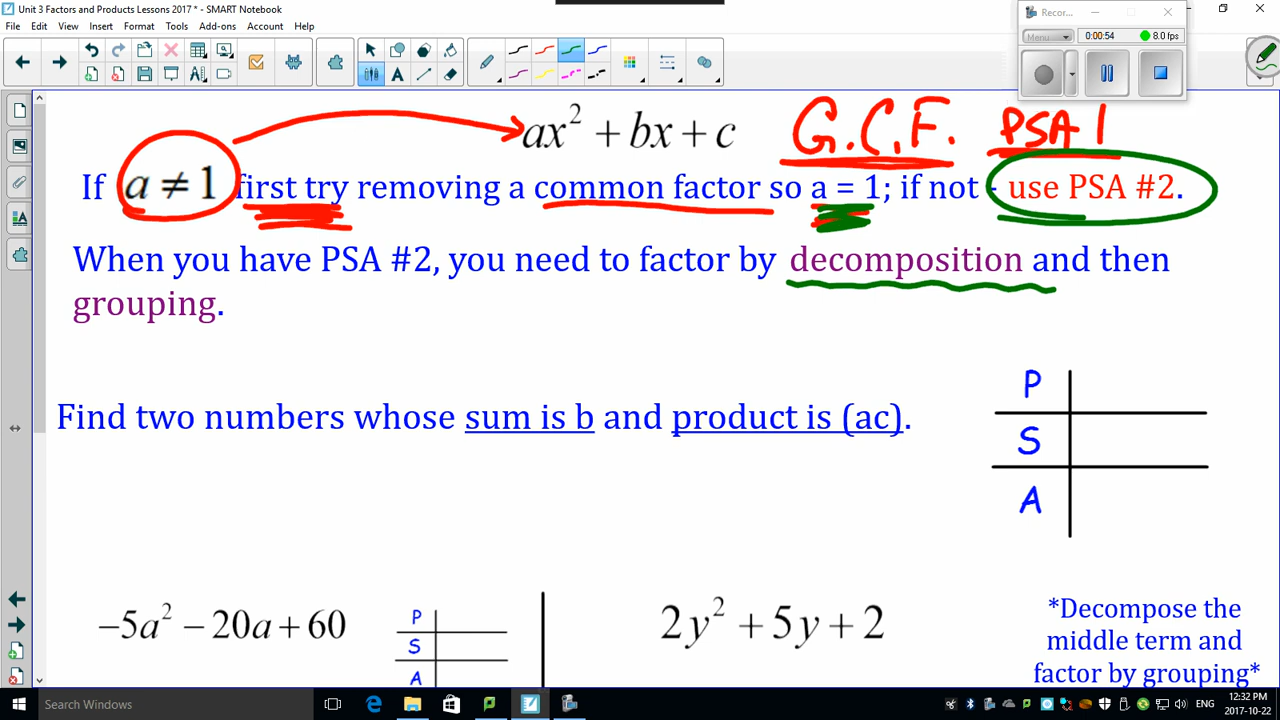 Unit 3 Factors and Products Lessons 2017 * - SMART Notebook
File Edit View Insert Format Tools Add-ons Account Help
Recor...
Menu 0:00:54 8.0 fps
ax² + bx + c G.C.F. PSA 1
If a ≠ 1 first try removing a common factor so a = 1; if not - use PSA #2.
When you have PSA #2, you need to factor by decomposition and then
grouping.
Find two numbers whose sum is b and product is (ac).
P
S
A
−5a² − 20a + 60
P
S
A
2y² + 5y + 2
*Decompose the
middle term and
factor by grouping*
Search Windows
ENG
12:32 PM
2017-10-22